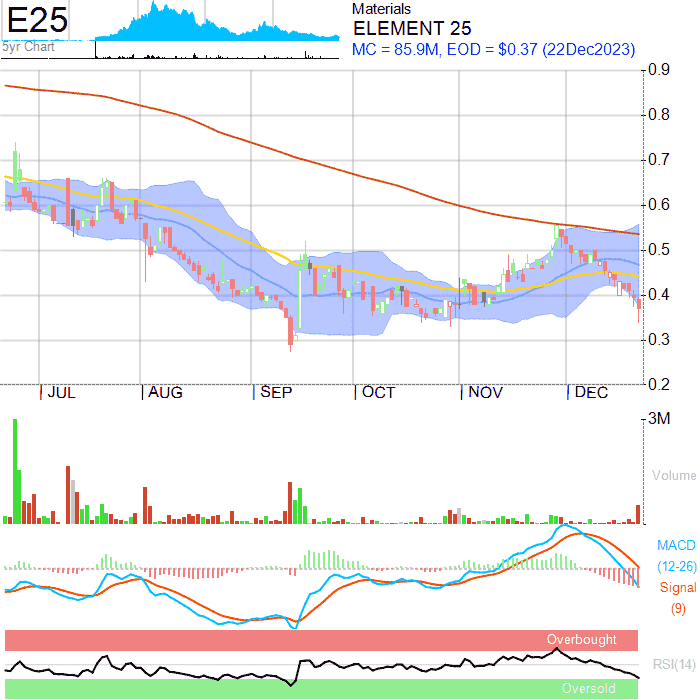 E25
5yr Chart
Materials
ELEMENT 25
MC = 85.9M, EOD = $0.37 (22Dec2023)
0.9
0.8
0.7
0.6
0.5
0.4
0.3
0.2
JUL AUG SEP OCT NOV DEC
3M
Volume
MACD
(12-26)
Signal
(9)
Overbought
RSI(14)
Oversold